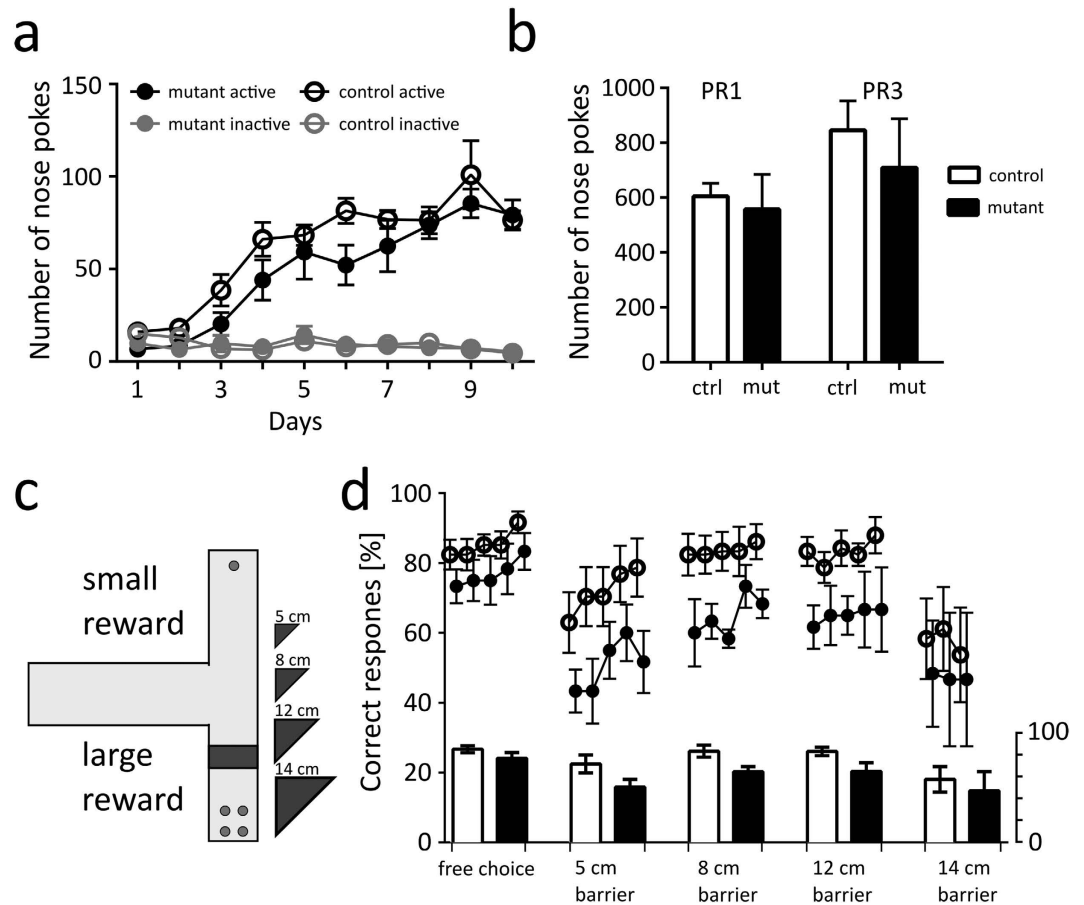 a
Number of nose pokes
150
100
50
0
mutant active
control active
mutant inactive
control inactive
1
3
5
7
9
Days
b
Number of nose pokes
1000
800
600
400
200
0
PR1
PR3
control
mutant
ctrl
mut
ctrl
mut
c
small
reward
large
reward
5 cm
8 cm
12 cm
14 cm
d
Correct respones [%]
100
80
60
40
20
0
100
0
free choice
5 cm
barrier
8 cm
barrier
12 cm
barrier
14 cm
barrier